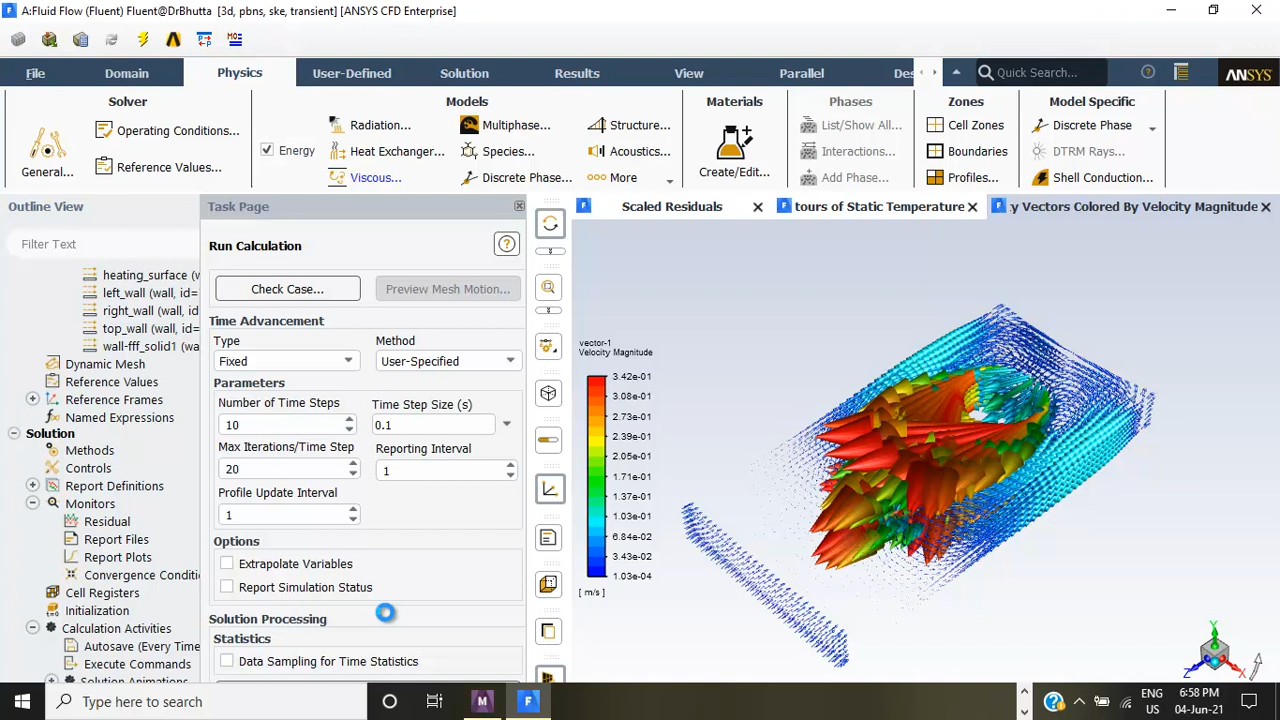 A:Fluid Flow (Fluent) Fluent@DrBhutta [3d, pbns, ske, transient] [ANSYS CFD Enterprise]
File Domain Physics User-Defined Solution Results View Parallel Des Quick Search... ANSYS
Solver Models Materials Phases Zones Model Specific
General... Operating Conditions... Reference Values...
Energy
Radiation... Multiphase... Structure...
Heat Exchanger... Species... Acoustics...
Viscous... Discrete Phase... More
Create/Edit...
List/Show All...
Interactions...
Add Phase...
Cell Zones
Boundaries
Profiles...
Discrete Phase
DTRM Rays...
Shell Conduction...
Outline View
Filter Text
heating_surface (w
left_wall (wall, id=
right_wall (wall, id=
top_wall (wall, id=
wall-fff_solid1 (wa
Dynamic Mesh
Reference Values
Reference Frames
Named Expressions
Solution
Methods
Controls
Report Definitions
Monitors
Residual
Report Files
Report Plots
Convergence Conditi
Cell Registers
Initialization
Calculation Activities
Autosave (Every Time
Execute Commands
Solution Animations
Task Page
Run Calculation
Check Case... Preview Mesh Motion...
Time Advancement
Type Method
Fixed User-Specified
Parameters
Number of Time Steps Time Step Size (s)
10 0.1
Max Iterations/Time Step Reporting Interval
20 1
Profile Update Interval
1
Options
Extrapolate Variables
Report Simulation Status
Solution Processing
Statistics
Data Sampling for Time Statistics
Scaled Residuals tours of Static Temperature y Vectors Colored By Velocity Magnitude
vector-1
Velocity Magnitude
3.42e-01
3.08e-01
2.73e-01
2.39e-01
2.05e-01
1.71e-01
1.37e-01
1.03e-01
6.84e-02
3.43e-02
1.03e-04
[ m/s ]
Y
Z X
Type here to search
ENG
US
6:58 PM
04-Jun-21